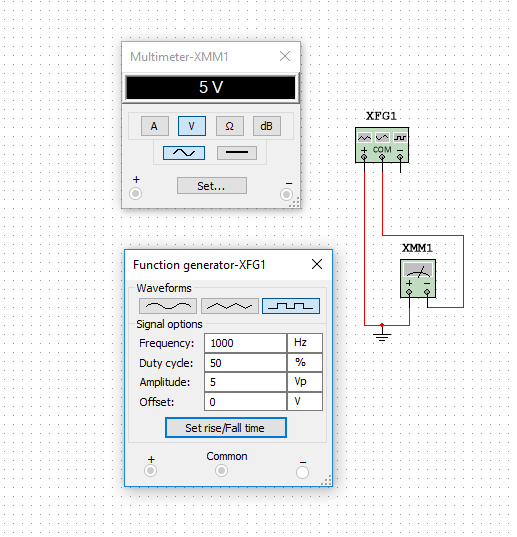 Multimeter-XMM1
5 V
A V Ω dB
+ Set... –
XFG1
+ COM –
XMM1
+ –
Function generator-XFG1
Waveforms
Signal options
Frequency: 1000 Hz
Duty cycle: 50 %
Amplitude: 5 Vp
Offset: 0 V
Set rise/Fall time
+ Common –